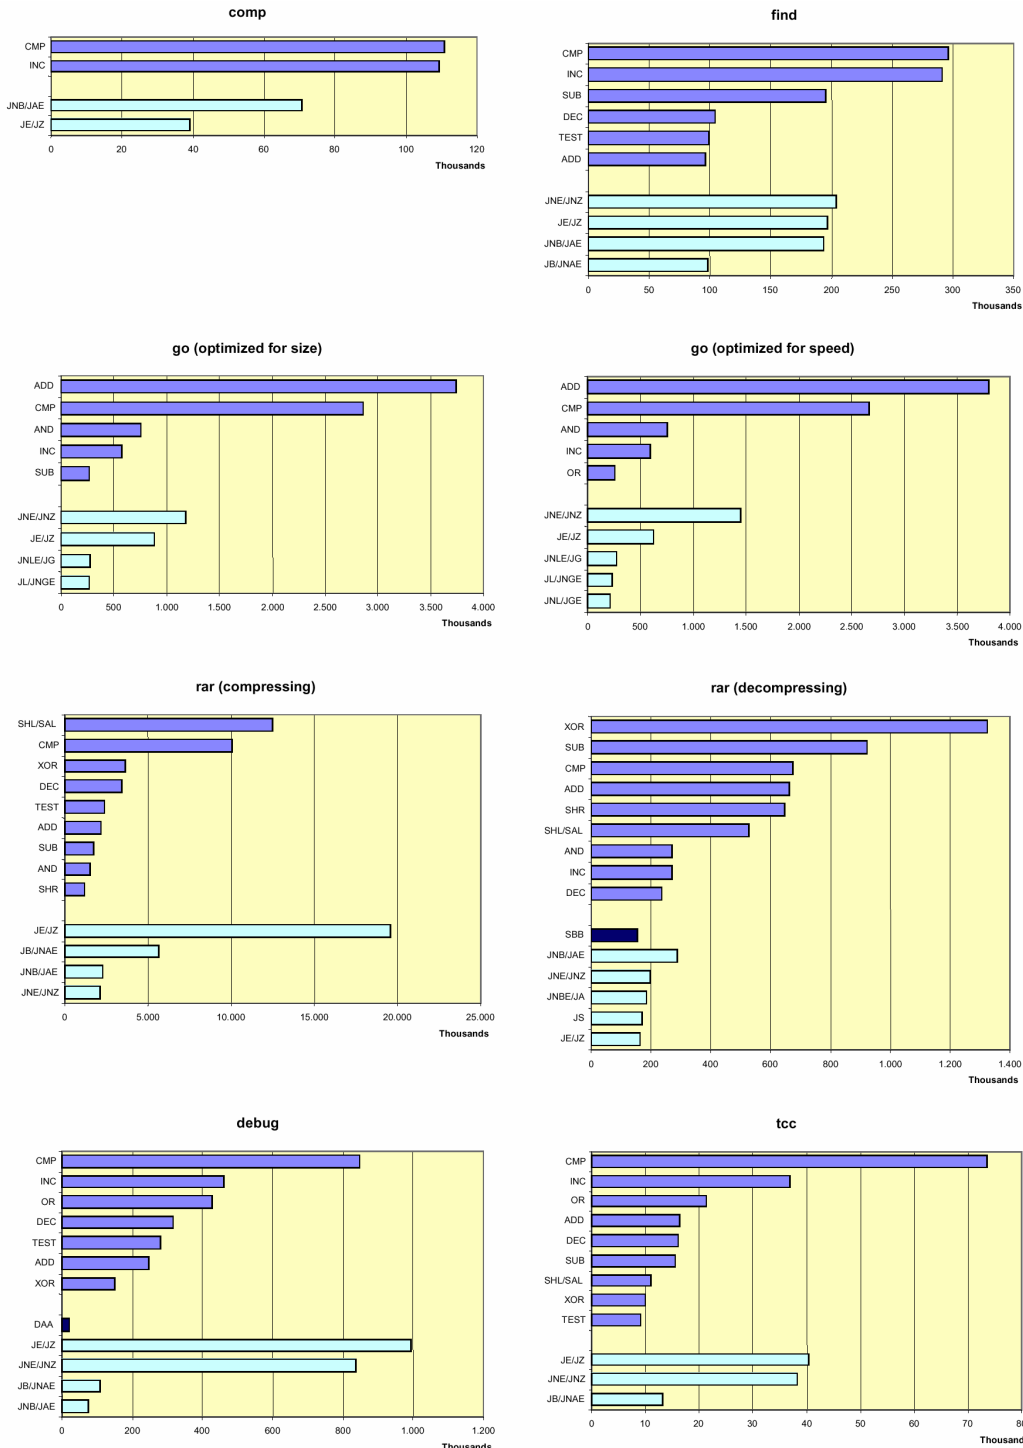 comp
CMP
INC
JNB/JAE
JE/JZ
0 20 40 60 80 100 120
Thousands
find
CMP
INC
SUB
DEC
TEST
ADD
JNE/JNZ
JE/JZ
JNB/JAE
JB/JNAE
0 50 100 150 200 250 300 350
Thousands
go (optimized for size)
ADD
CMP
AND
INC
SUB
JNE/JNZ
JE/JZ
JNLE/JG
JL/JNGE
0 500 1.000 1.500 2.000 2.500 3.000 3.500 4.000
Thousands
go (optimized for speed)
ADD
CMP
AND
INC
OR
JNE/JNZ
JE/JZ
JNLE/JG
JL/JNGE
JNL/JGE
0 500 1.000 1.500 2.000 2.500 3.000 3.500 4.000
Thousands
rar (compressing)
SHL/SAL
CMP
XOR
DEC
TEST
ADD
SUB
AND
SHR
JE/JZ
JB/JNAE
JNB/JAE
JNE/JNZ
0 5.000 10.000 15.000 20.000 25.000
Thousands
rar (decompressing)
XOR
SUB
CMP
ADD
SHR
SHL/SAL
AND
INC
DEC
SBB
JNB/JAE
JNE/JNZ
JNBE/JA
JS
JE/JZ
0 200 400 600 800 1.000 1.200 1.400
Thousands
debug
CMP
INC
OR
DEC
TEST
ADD
XOR
DAA
JE/JZ
JNE/JNZ
JB/JNAE
JNB/JAE
0 200 400 600 800 1.000 1.200
Thousands
tcc
CMP
INC
OR
ADD
DEC
SUB
SHL/SAL
XOR
TEST
JE/JZ
JNE/JNZ
JB/JNAE
0 10 20 30 40 50 60 70 80
Thousand